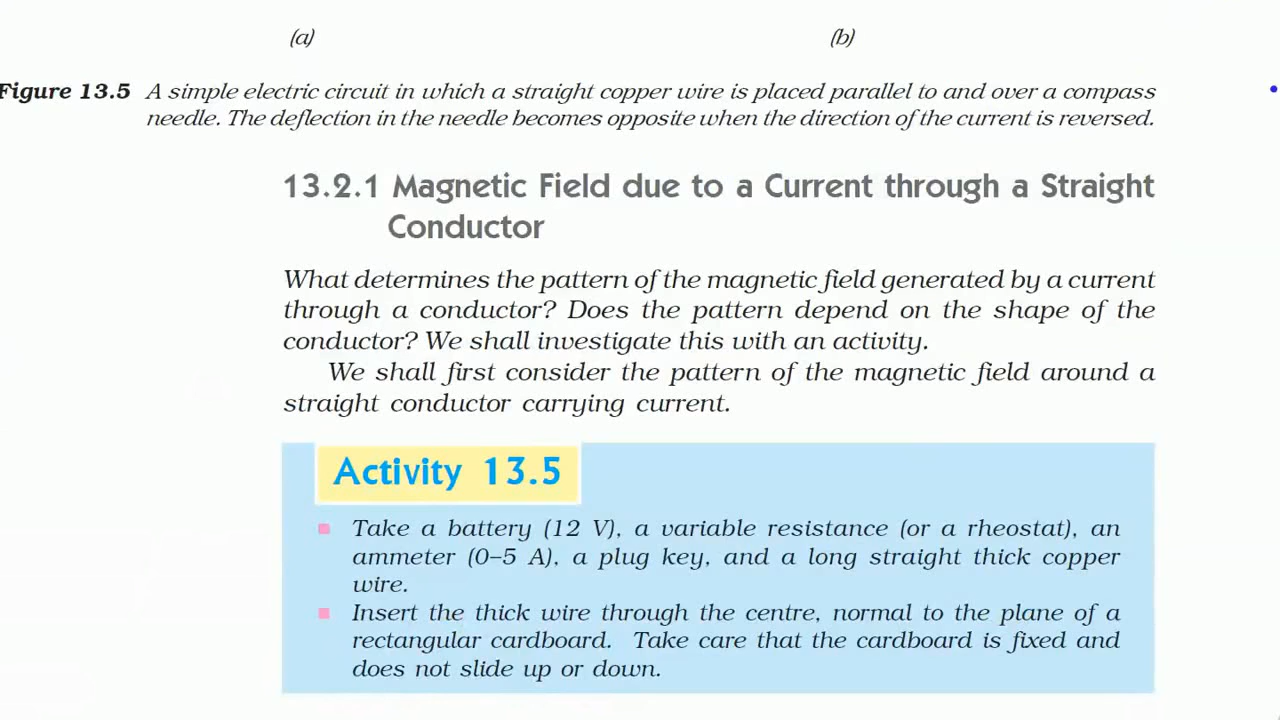 (a) (b)
Figure 13.5 A simple electric circuit in which a straight copper wire is placed parallel to and over a compass
needle. The deflection in the needle becomes opposite when the direction of the current is reversed.
13.2.1 Magnetic Field due to a Current through a Straight
Conductor
What determines the pattern of the magnetic field generated by a current
through a conductor? Does the pattern depend on the shape of the
conductor? We shall investigate this with an activity.
We shall first consider the pattern of the magnetic field around a
straight conductor carrying current.
Activity 13.5
Take a battery (12 V), a variable resistance (or a rheostat), an
ammeter (0–5 A), a plug key, and a long straight thick copper
wire.
Insert the thick wire through the centre, normal to the plane of a
rectangular cardboard. Take care that the cardboard is fixed and
does not slide up or down.